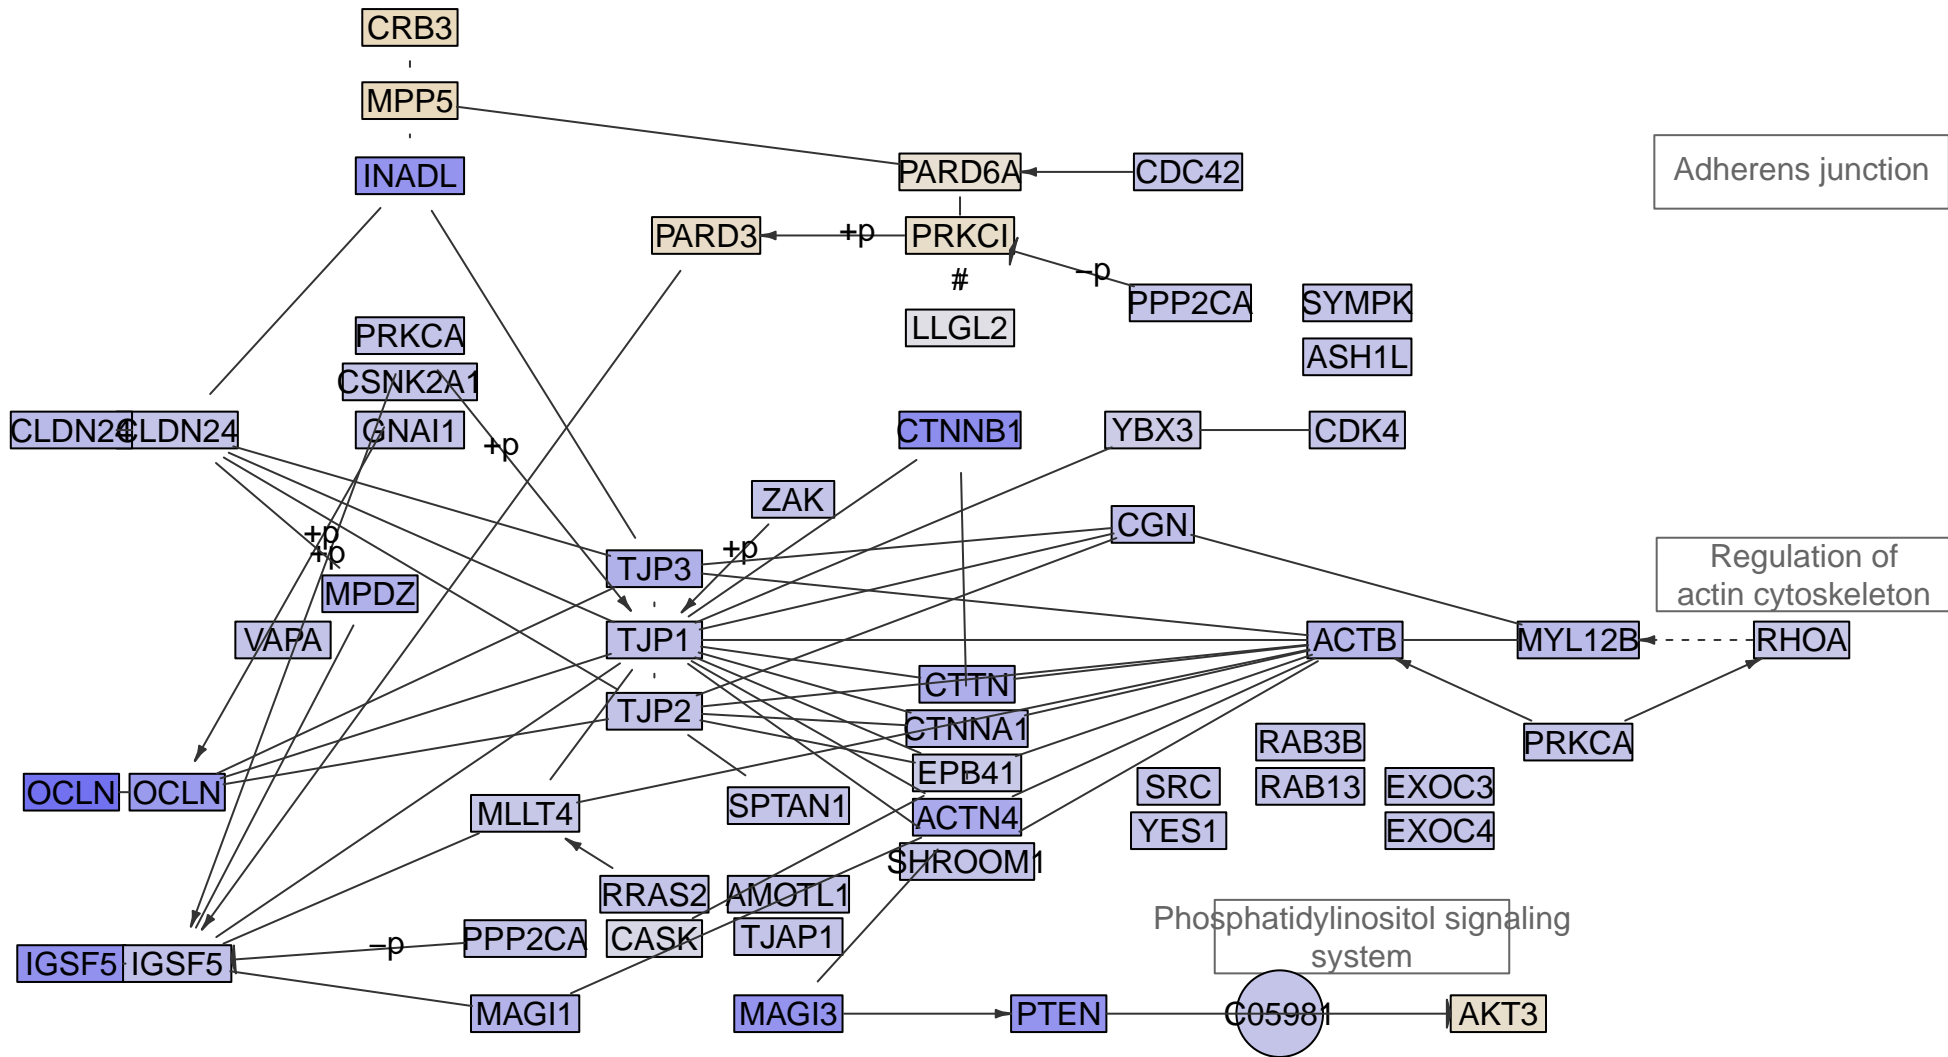 CRB3
MPP5
INADL
PARD6A
CDC42
Adherens junction
PARD3
+p
PRKCI
−p
#
PPP2CA
SYMPK
LLGL2
PRKCA
ASH1L
CSNK2A1
CLDN24
CLDN24
GNAI1
+p
CTNNB1
YBX3
CDK4
ZAK
CGN
+p
+p
+p
TJP3
Regulation of
actin cytoskeleton
MPDZ
VAPA
TJP1
ACTB
MYL12B
RHOA
CTTN
TJP2
CTNNA1
RAB3B
PRKCA
EPB41
OCLN
OCLN
SRC
RAB13
EXOC3
MLLT4
SPTAN1
ACTN4
YES1
EXOC4
SHROOM1
RRAS2
AMOTL1
Phosphatidylinositol signaling
system
PPP2CA
CASK
TJAP1
−p
IGSF5
IGSF5
MAGI1
MAGI3
PTEN
C05981
AKT3